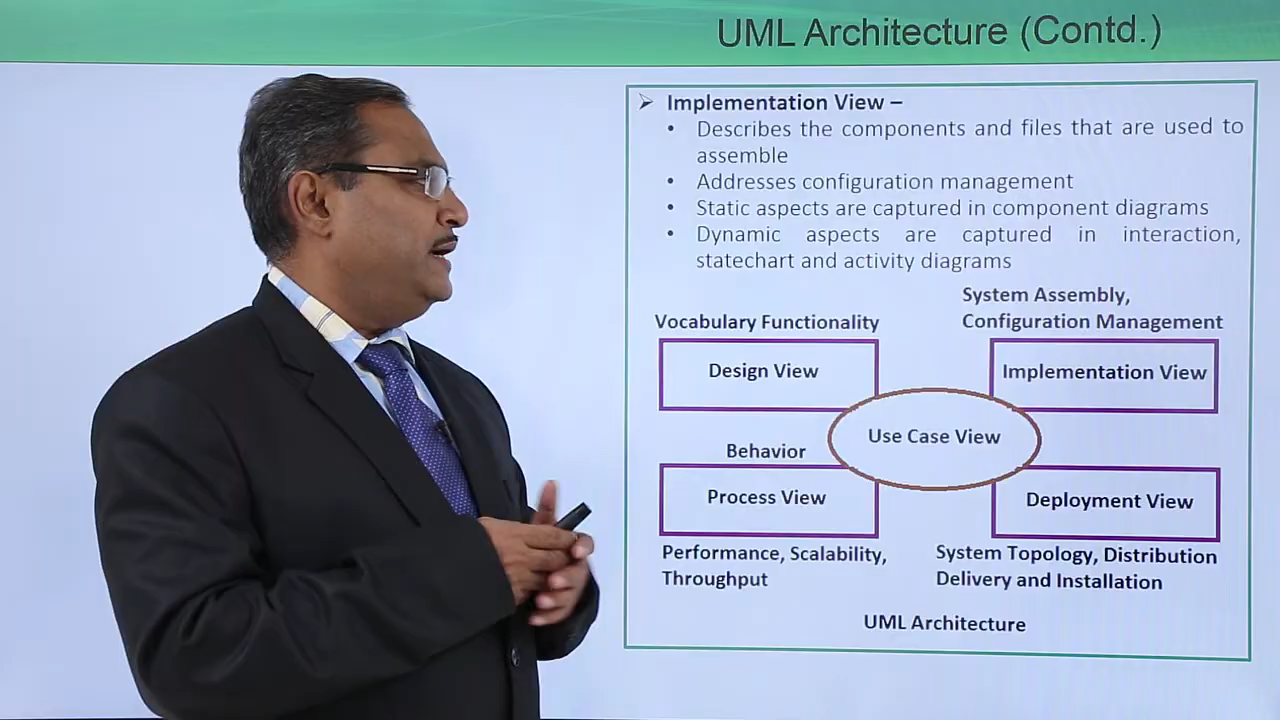 UML Architecture (Contd.)
➢ Implementation View –
• Describes the components and files that are used to
assemble
• Addresses configuration management
• Static aspects are captured in component diagrams
• Dynamic aspects are captured in interaction,
statechart and activity diagrams
System Assembly,
Vocabulary Functionality
Configuration Management
Design View
Implementation View
Use Case View
Behavior
Process View
Deployment View
Performance, Scalability,
Throughput
System Topology, Distribution
Delivery and Installation
UML Architecture